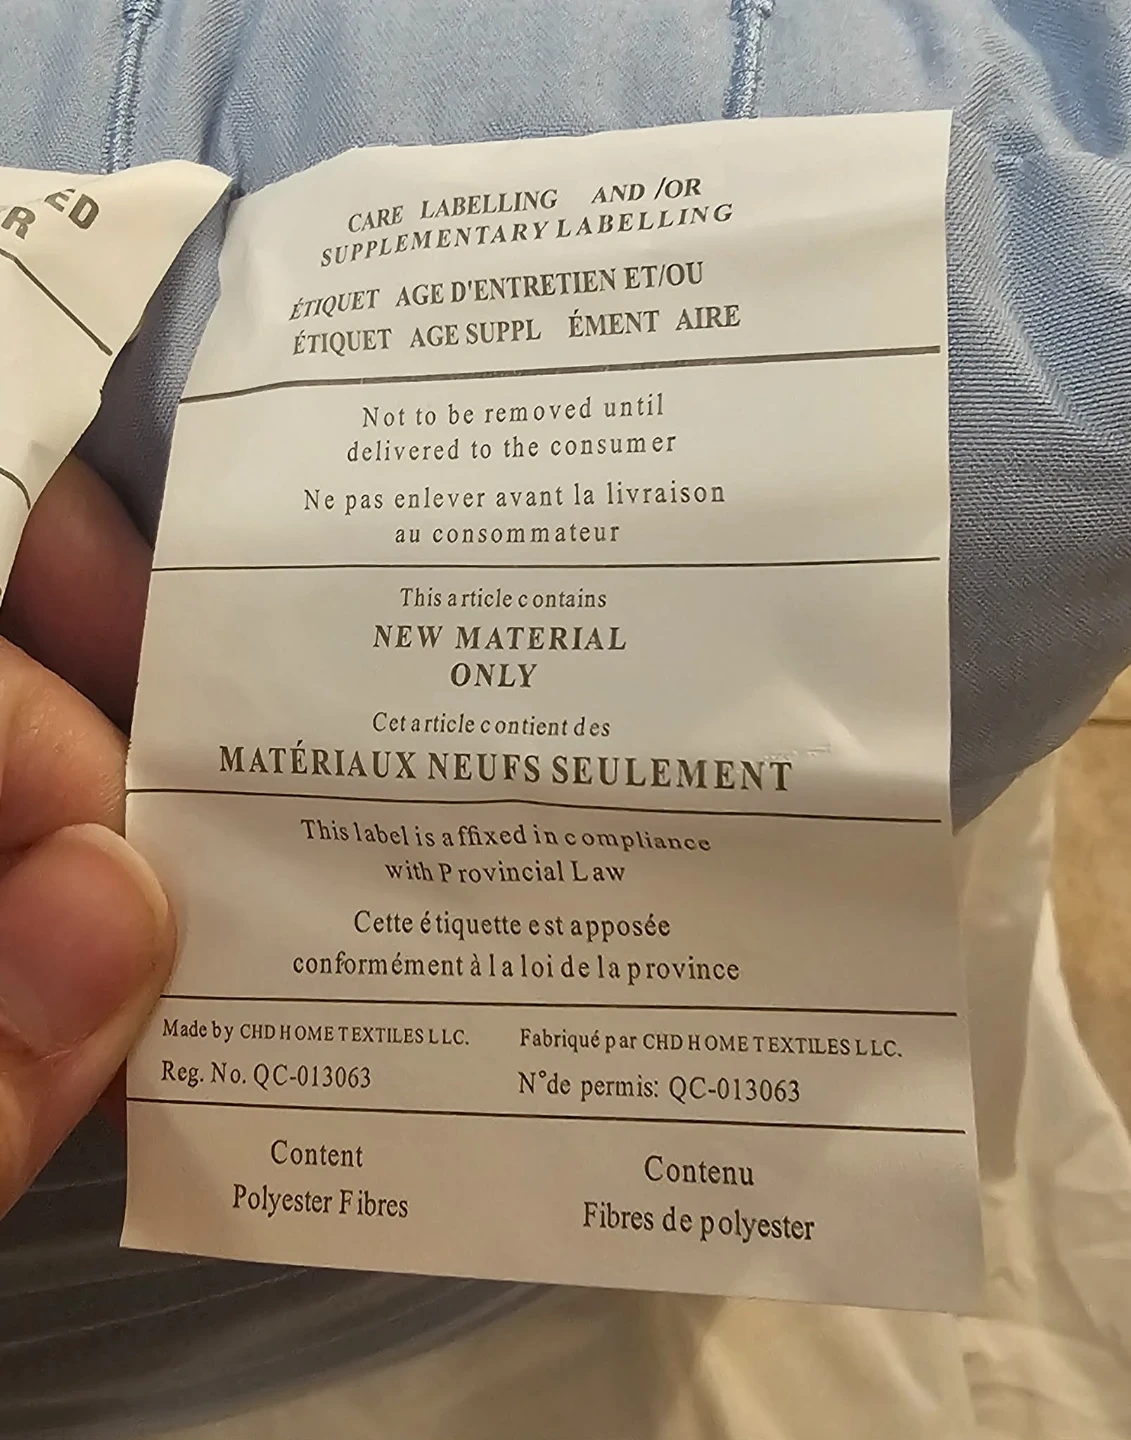 ED
R
CARE LABELLING AND /OR
SUPPLEMENTARY LABELLING
ÉTIQUET AGE D'ENTRETIEN ET/OU
ÉTIQUET AGE SUPPL ÉMENT AIRE
Not to be removed until
delivered to the consumer
Ne pas enlever avant la livraison
au consommateur
This article contains
NEW MATERIAL
ONLY
Cet article contient des
MATÉRIAUX NEUFS SEULEMENT
This label is affixed in compliance
with Provincial Law
Cette étiquette est apposée
conformément à la loi de la province
Made by CHD HOME TEXTILES LLC. Fabriqué par CHD HOME TEXTILES LLC.
Reg. No. QC-013063 N°de permis: QC-013063
Content Contenu
Polyester Fibres Fibres de polyester